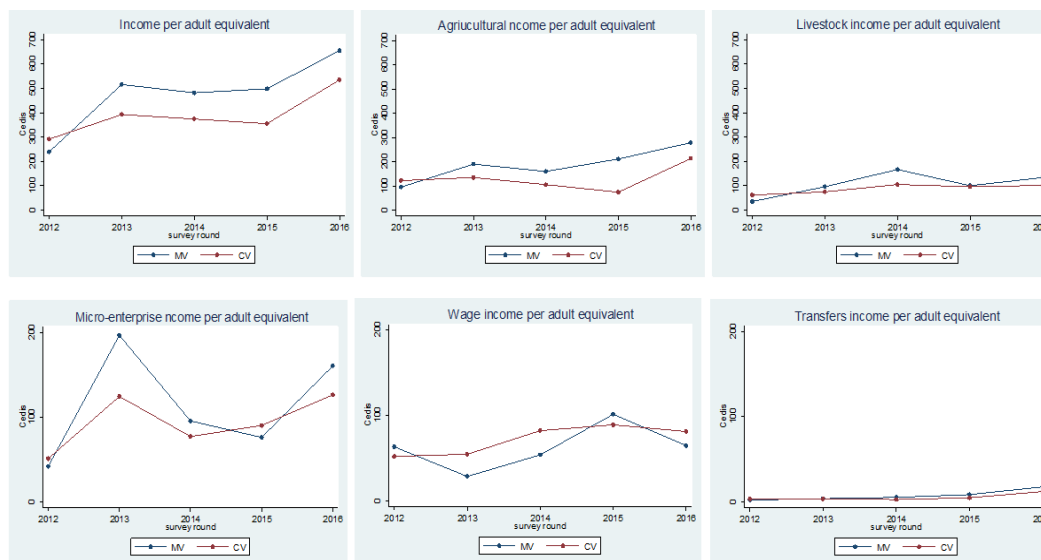 Income per adult equivalent
Cedis
0 100 200 300 400 500 600 700
2012 2013 2014 2015 2016
survey round
MV CV
Agriucultural ncome per adult equivalent
Cedis
0 100 200 300 400 500 600 700
2012 2013 2014 2015 2016
survey round
MV CV
Livestock income per adult equivalent
Cedis
0 100 200 300 400 500 600 700
2012 2013 2014 2015 2016
survey round
MV CV
Micro-enterprise ncome per adult equivalent
Cedis
0 100 200
2012 2013 2014 2015 2016
survey round
MV CV
Wage income per adult equivalent
Cedis
0 100 200
2012 2013 2014 2015 2016
survey round
MV CV
Transfers income per adult equivalent
Cedis
0 100 200
2012 2013 2014 2015 2016
survey round
MV CV